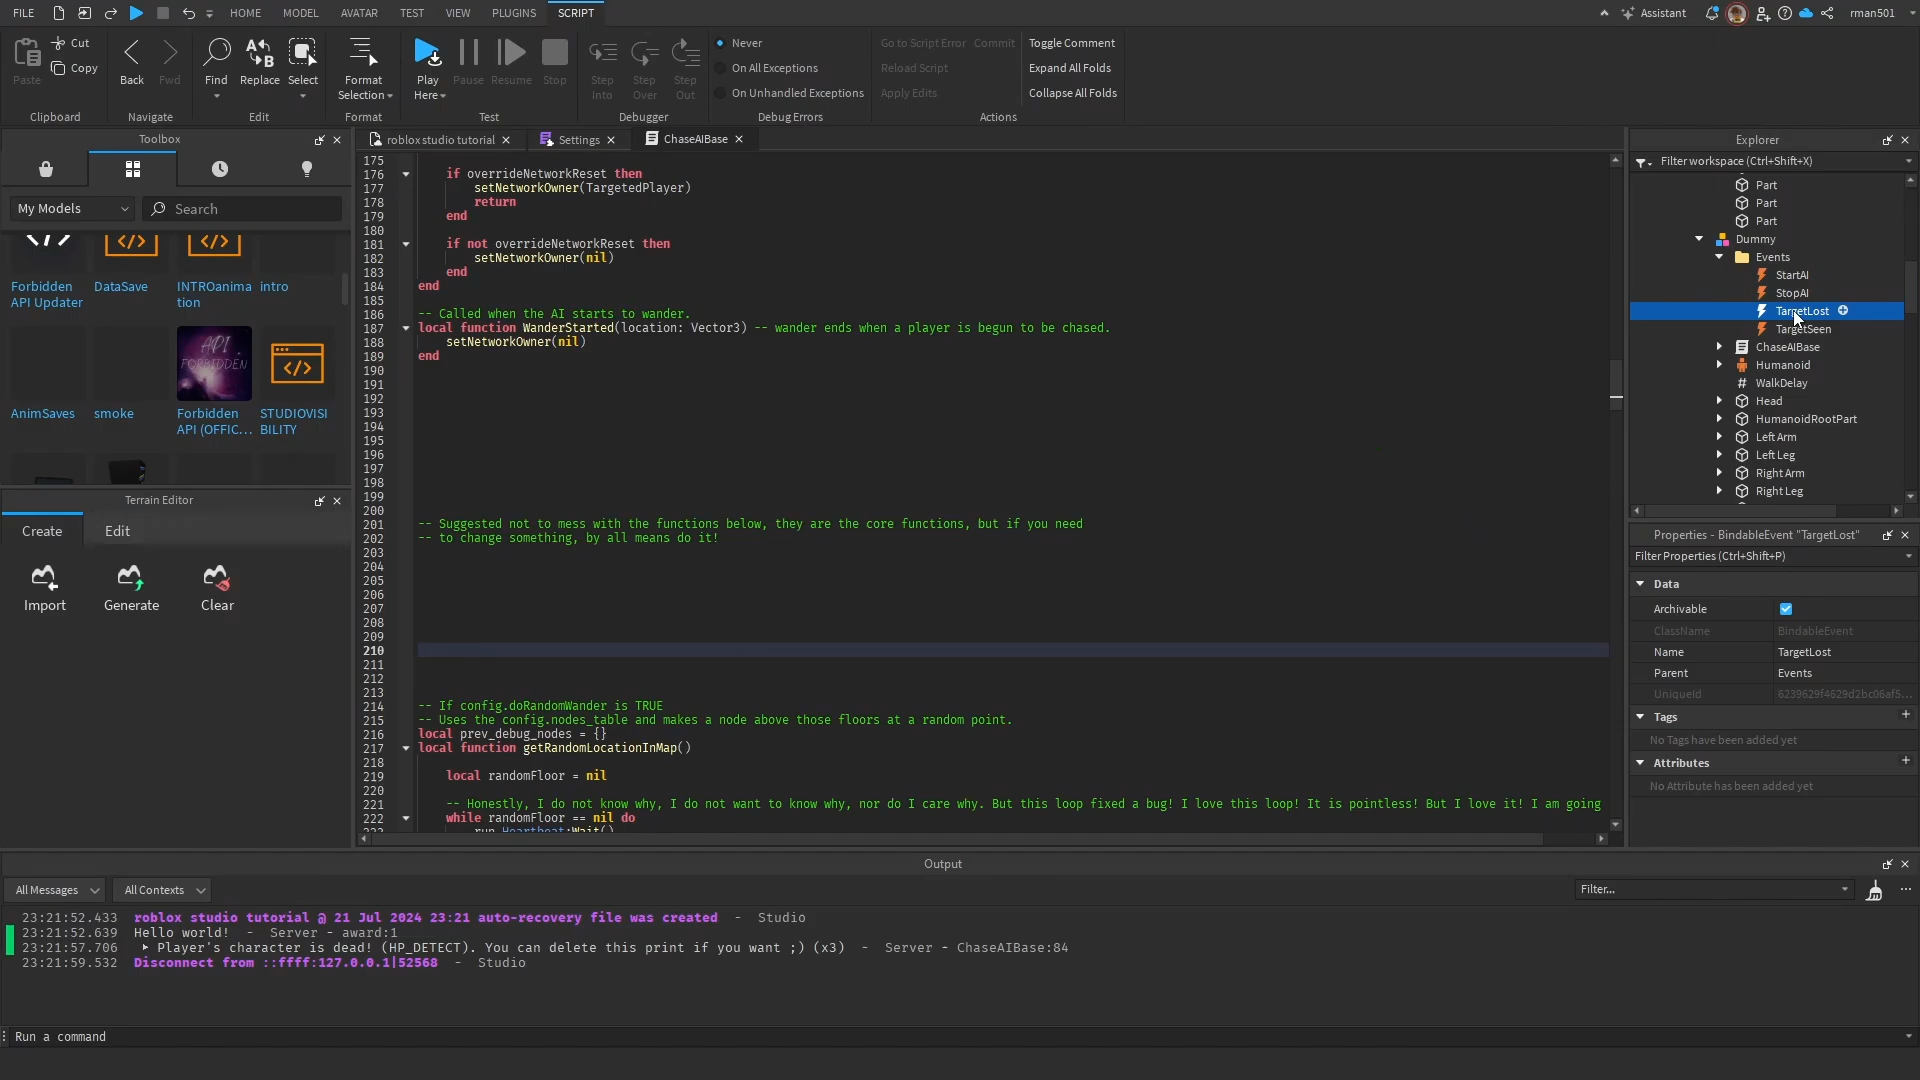 FILE HOME MODEL AVATAR TEST VIEW PLUGINS SCRIPT Assistant rman501
Paste Cut Copy Back Fwd Find Replace Select Format Selection Play Here Pause Resume Stop Step Into Step Over Step Out
Never
On All Exceptions
On Unhandled Exceptions
Go to Script Error Commit
Reload Script
Apply Edits
Toggle Comment
Expand All Folds
Collapse All Folds
Clipboard Navigate Edit Format Test Debugger Debug Errors Actions
Toolbox
My Models Search
Forbidden API Updater
DataSave
INTROanimation
intro
API FORBIDDEN
AnimSaves
smoke
Forbidden API (OFFIC...
STUDIOVISIBILITY
Terrain Editor
Create Edit
Import Generate Clear
roblox studio tutorial Settings ChaseAIBase
175
176 if overrideNetworkReset then
177 setNetworkOwner(TargetedPlayer)
178 return
179 end
180
181 if not overrideNetworkReset then
182 setNetworkOwner(nil)
183 end
184 end
185
186 -- Called when the AI starts to wander.
187 local function WanderStarted(location: Vector3) -- wander ends when a player is begun to be chased.
188 setNetworkOwner(nil)
189 end
190
191
192
193
194
195
196
197
198
199
200
201 -- Suggested not to mess with the functions below, they are the core functions, but if you need
202 -- to change something, by all means do it!
203
204
205
206
207
208
209
210
211
212
213
214 -- If config.doRandomWander is TRUE
215 -- Uses the config.nodes_table and makes a node above those floors at a random point.
216 local prev_debug_nodes = {}
217 local function getRandomLocationInMap()
218
219 local randomFloor = nil
220
221 -- Honestly, I do not know why, I do not want to know why, nor do I care why. But this loop fixed a bug! I love this loop! It is pointless! But I love it! I am going
222 while randomFloor == nil do
223 run.Heartbeat:Wait()
Explorer
Filter workspace (Ctrl+Shift+X)
Part
Part
Part
Dummy
Events
StartAI
StopAI
TargetLost
TargetSeen
ChaseAIBase
Humanoid
WalkDelay
Head
HumanoidRootPart
Left Arm
Left Leg
Right Arm
Right Leg
Properties - BindableEvent "TargetLost"
Filter Properties (Ctrl+Shift+P)
Data
Archivable
ClassName BindableEvent
Name TargetLost
Parent Events
UniqueId 6239629f4629d2bc06af5...
Tags
No Tags have been added yet
Attributes
No Attribute has been added yet
Output
All Messages All Contexts Filter...
23:21:52.433 roblox studio tutorial @ 21 Jul 2024 23:21 auto-recovery file was created - Studio
23:21:52.639 Hello world! - Server - award:1
23:21:57.706 Player's character is dead! (HP_DETECT). You can delete this print if you want ;) (x3) - Server - ChaseAIBase:84
23:21:59.532 Disconnect from ::ffff:127.0.0.1|52568 - Studio
Run a command